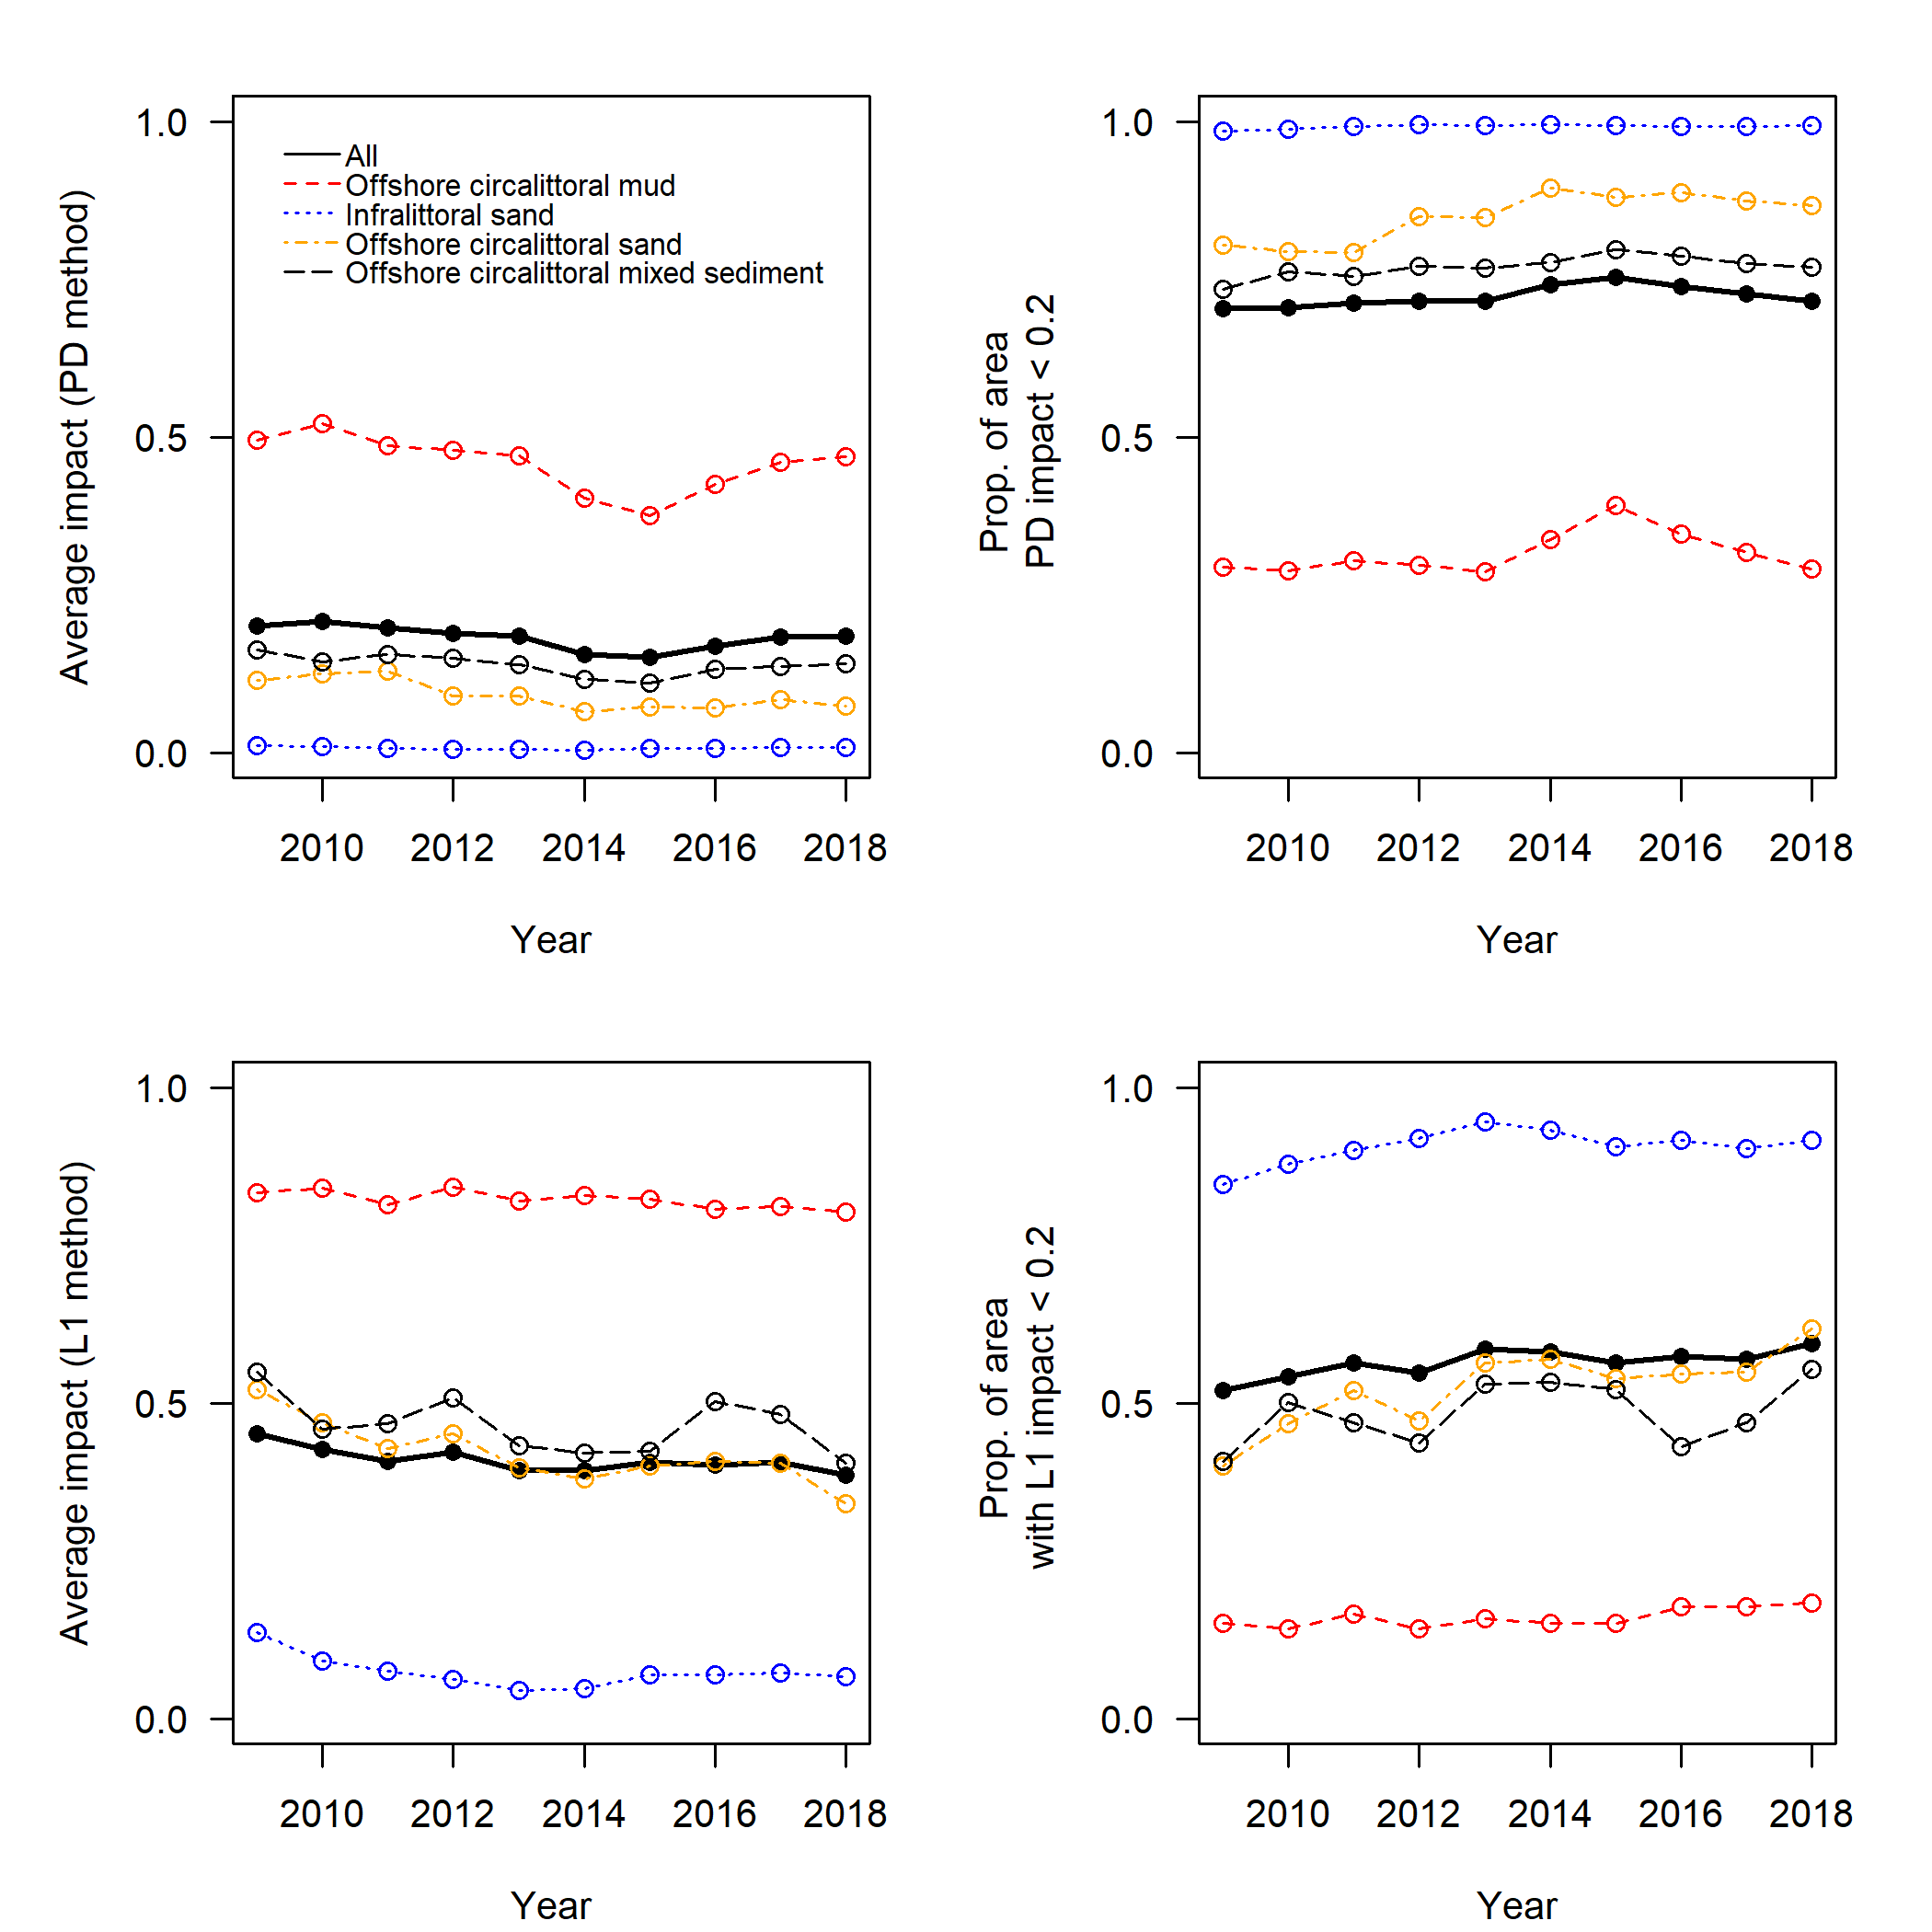 Average impact (PD method)
1.0
0.5
0.0
All
Offshore circalittoral mud
Infralittoral sand
Offshore circalittoral sand
Offshore circalittoral mixed sediment
2010 2012 2014 2016 2018
Year
Prop. of area
PD impact < 0.2
1.0
0.5
0.0
2010 2012 2014 2016 2018
Year
Average impact (L1 method)
1.0
0.5
0.0
2010 2012 2014 2016 2018
Year
Prop. of area
with L1 impact < 0.2
1.0
0.5
0.0
2010 2012 2014 2016 2018
Year